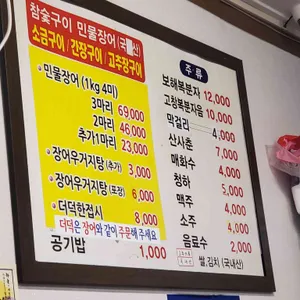 참숯구이 민물장어(국산)
소금구이/간장구이/고추장구이
민물장어(1kg 4미)
3마리 69,000
2마리 46,000
추가1마리 23,000
장어우거지탕(추가) 3,000
장어우거지탕(포장) 6,000
더덕한접시 8,000
더덕은 장어와 같이 주문해 주세요
공기밥 1,000
주류
보해복분자 12,000
고창복분자음 10,000
막걸리 4,000
산사춘 7,000
매화수 4,000
청하 5,000
맥주 4,000
소주 4,000
음료수 2,000
쌀,김치(국내산)